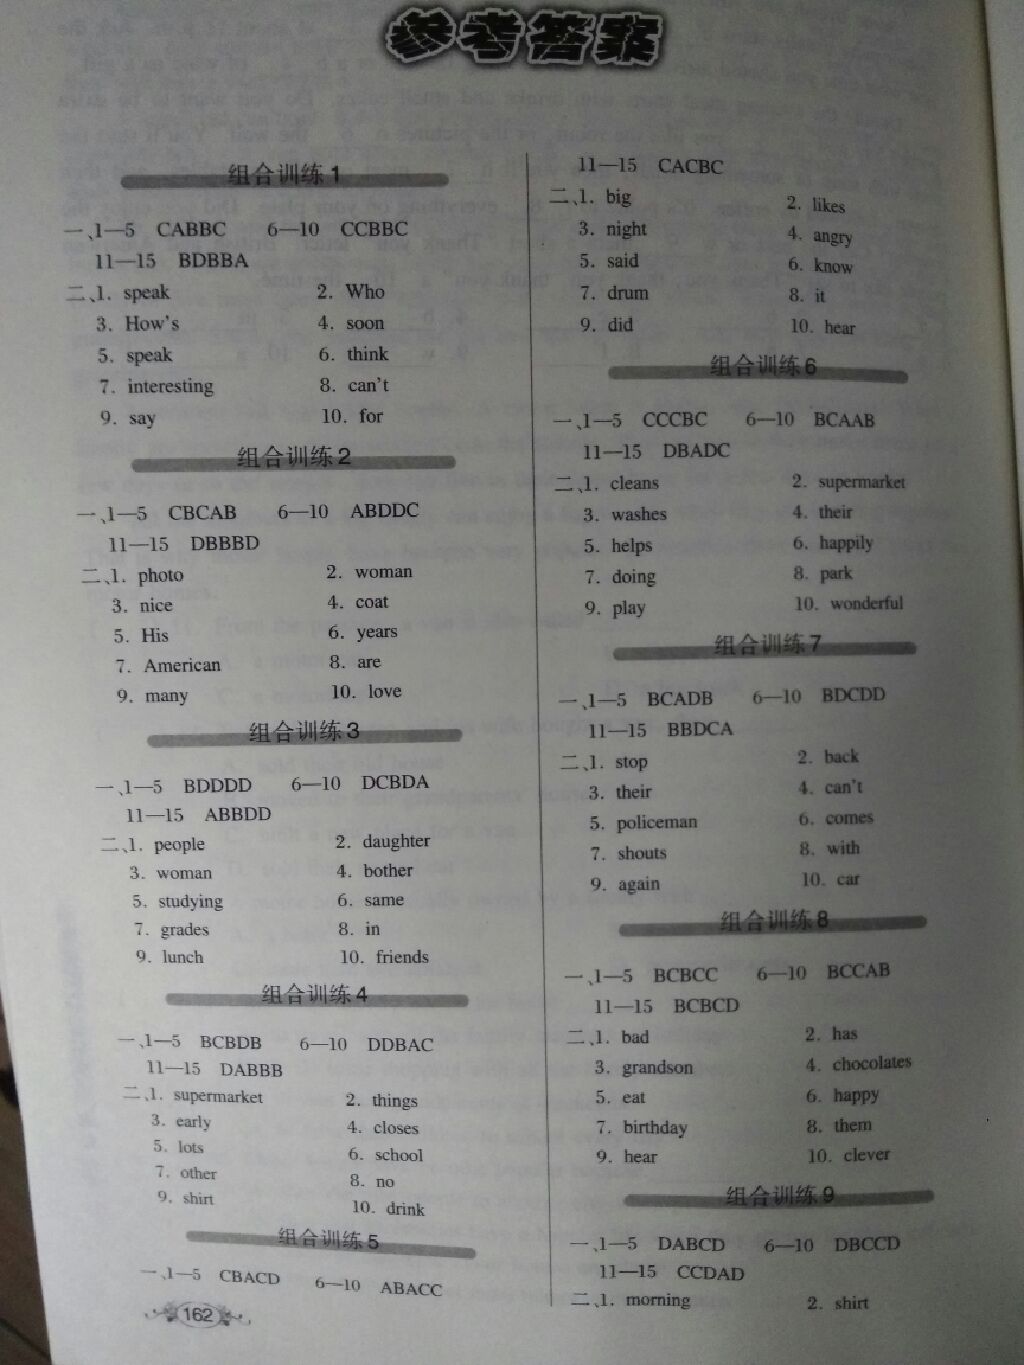 参考答案
组合训练1
一、1—5 CABBC 6—10 CCBBC
11—15 BDBBA
二、1. speak 2. Who
3. How's 4. soon
5. speak 6. think
7. interesting 8. can't
9. say 10. for
组合训练2
一、1—5 CBCAB 6—10 ABDDC
11—15 DBBBD
二、1. photo 2. woman
3. nice 4. coat
5. His 6. years
7. American 8. are
9. many 10. love
组合训练3
一、1—5 BDDDD 6—10 DCBDA
11—15 ABBDD
二、1. people 2. daughter
3. woman 4. bother
5. studying 6. same
7. grades 8. in
9. lunch 10. friends
组合训练4
一、1—5 BCBDB 6—10 DDBAC
11—15 DABBB
二、1. supermarket 2. things
3. early 4. closes
5. lots 6. school
7. other 8. no
9. shirt 10. drink
组合训练5
一、1—5 CBACD 6—10 ABACC
162
11—15 CACBC
二、1. big 2. likes
3. night 4. angry
5. said 6. know
7. drum 8. it
9. did 10. hear
组合训练6
一、1—5 CCCBC 6—10 BCAAB
11—15 DBADC
二、1. cleans 2. supermarket
3. washes 4. their
5. helps 6. happily
7. doing 8. park
9. play 10. wonderful
组合训练7
一、1—5 BCADB 6—10 BDCDD
11—15 BBDCA
二、1. stop 2. back
3. their 4. can't
5. policeman 6. comes
7. shouts 8. with
9. again 10. car
组合训练8
一、1—5 BCBCC 6—10 BCCAB
11—15 BCBCD
二、1. bad 2. has
3. grandson 4. chocolates
5. eat 6. happy
7. birthday 8. them
9. hear 10. clever
组合训练9
一、1—5 DABCD 6—10 DBCCD
11—15 CCDAD
二、1. morning 2. shirt